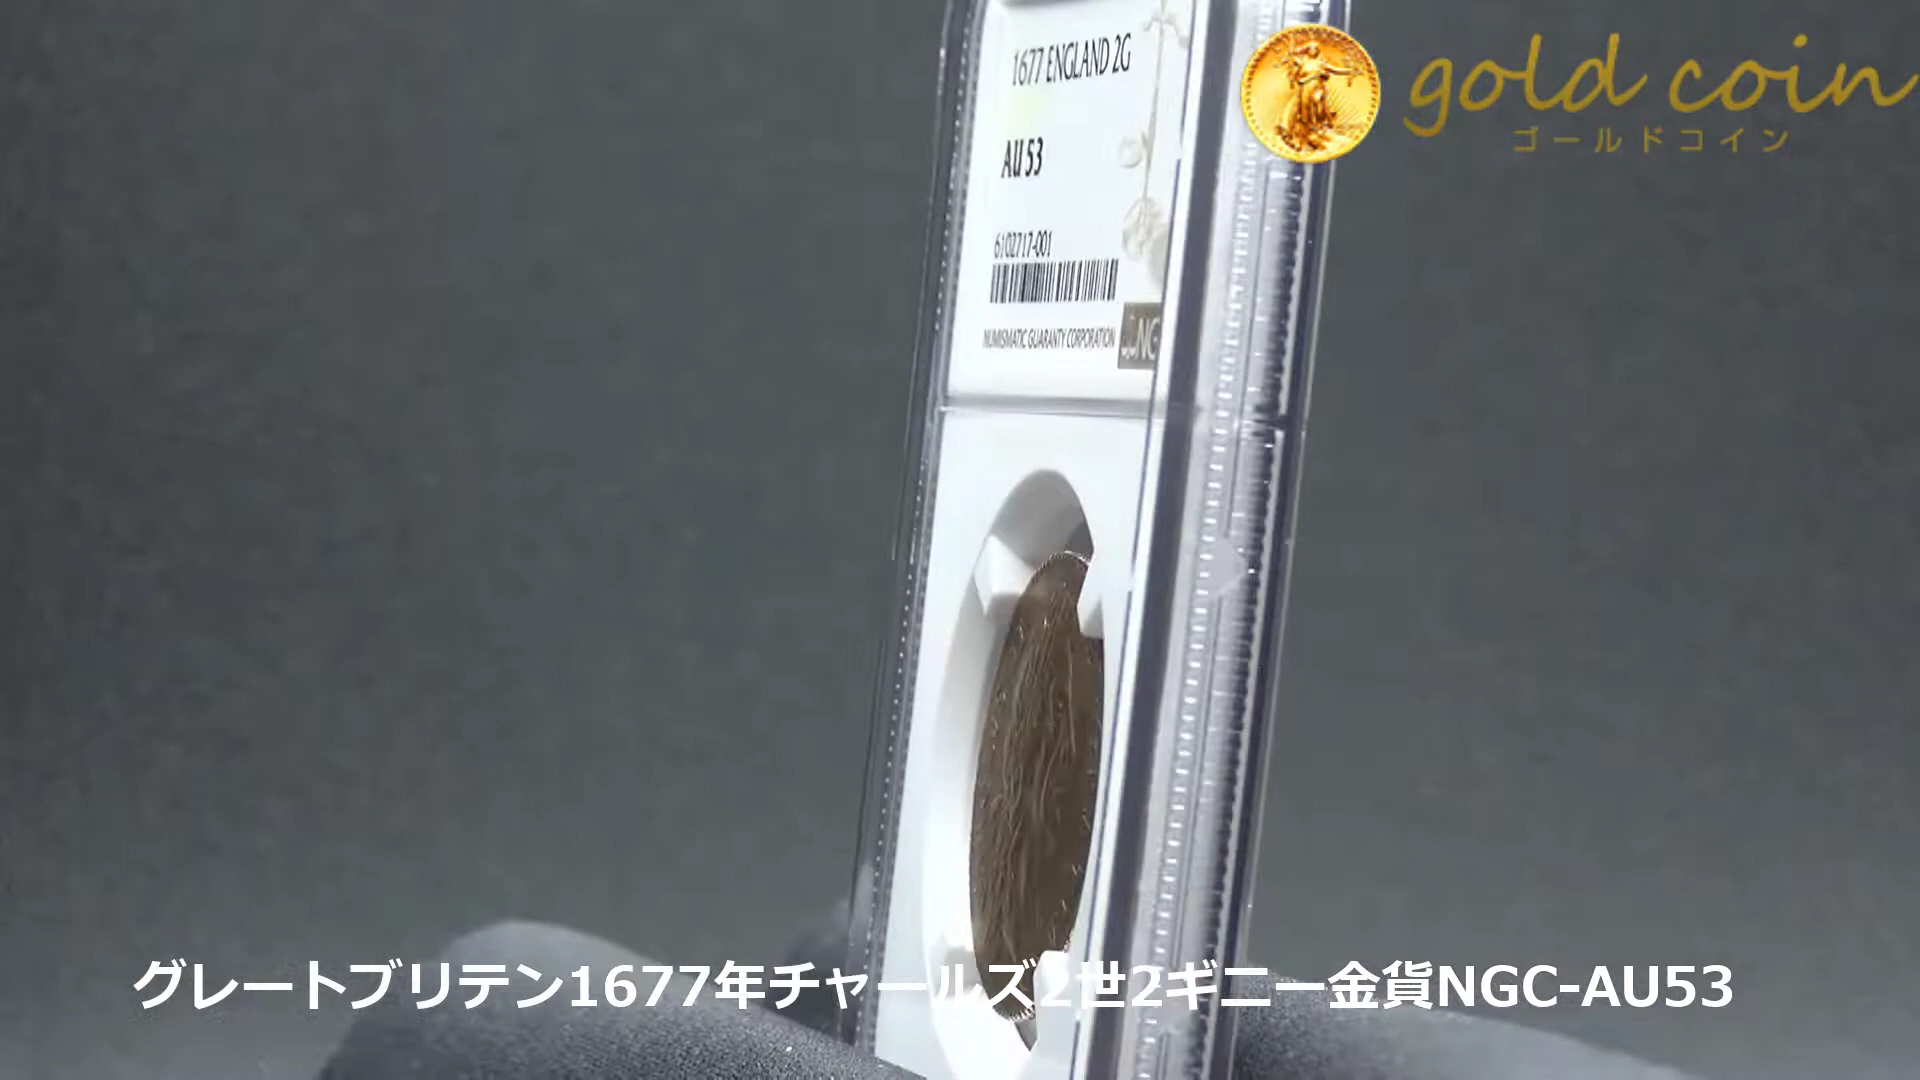 1677 ENGLAND 2G
AU 53
6102717-001
NUMISMATIC GUARANTY CORPORATION
NG
gold coin
ゴールドコイン
グレートブリテン1677年チャールズ2世2ギニー金貨NGC-AU53